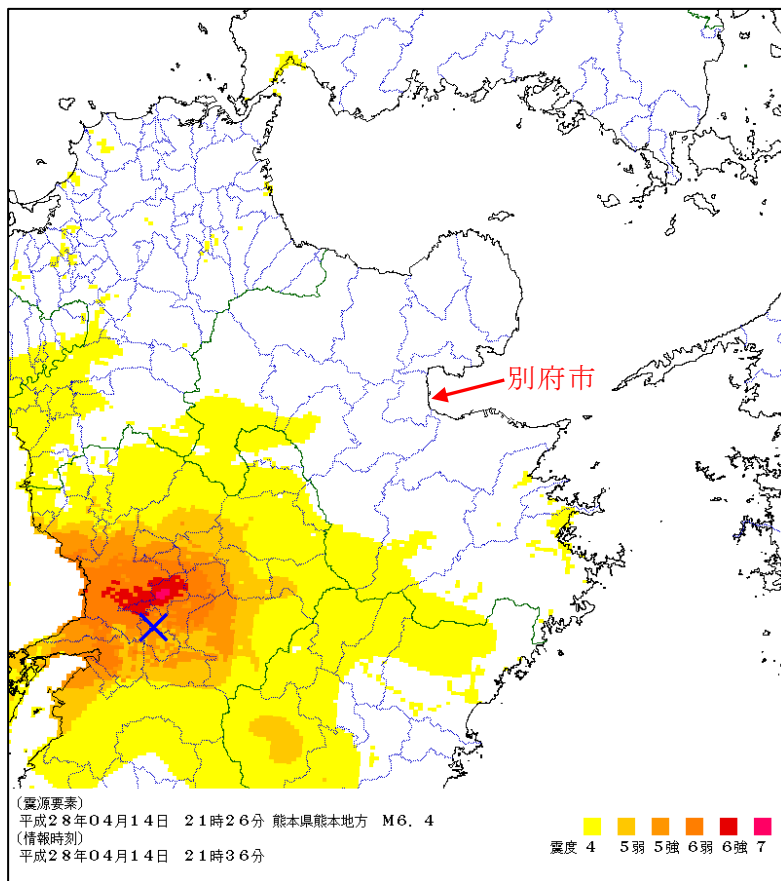 別府市
(震源要素)
平成28年04月14日 21時26分 熊本県熊本地方 M6.4
(情報時刻)
平成28年04月14日 21時36分
震度 4 5弱 5強 6弱 6強 7